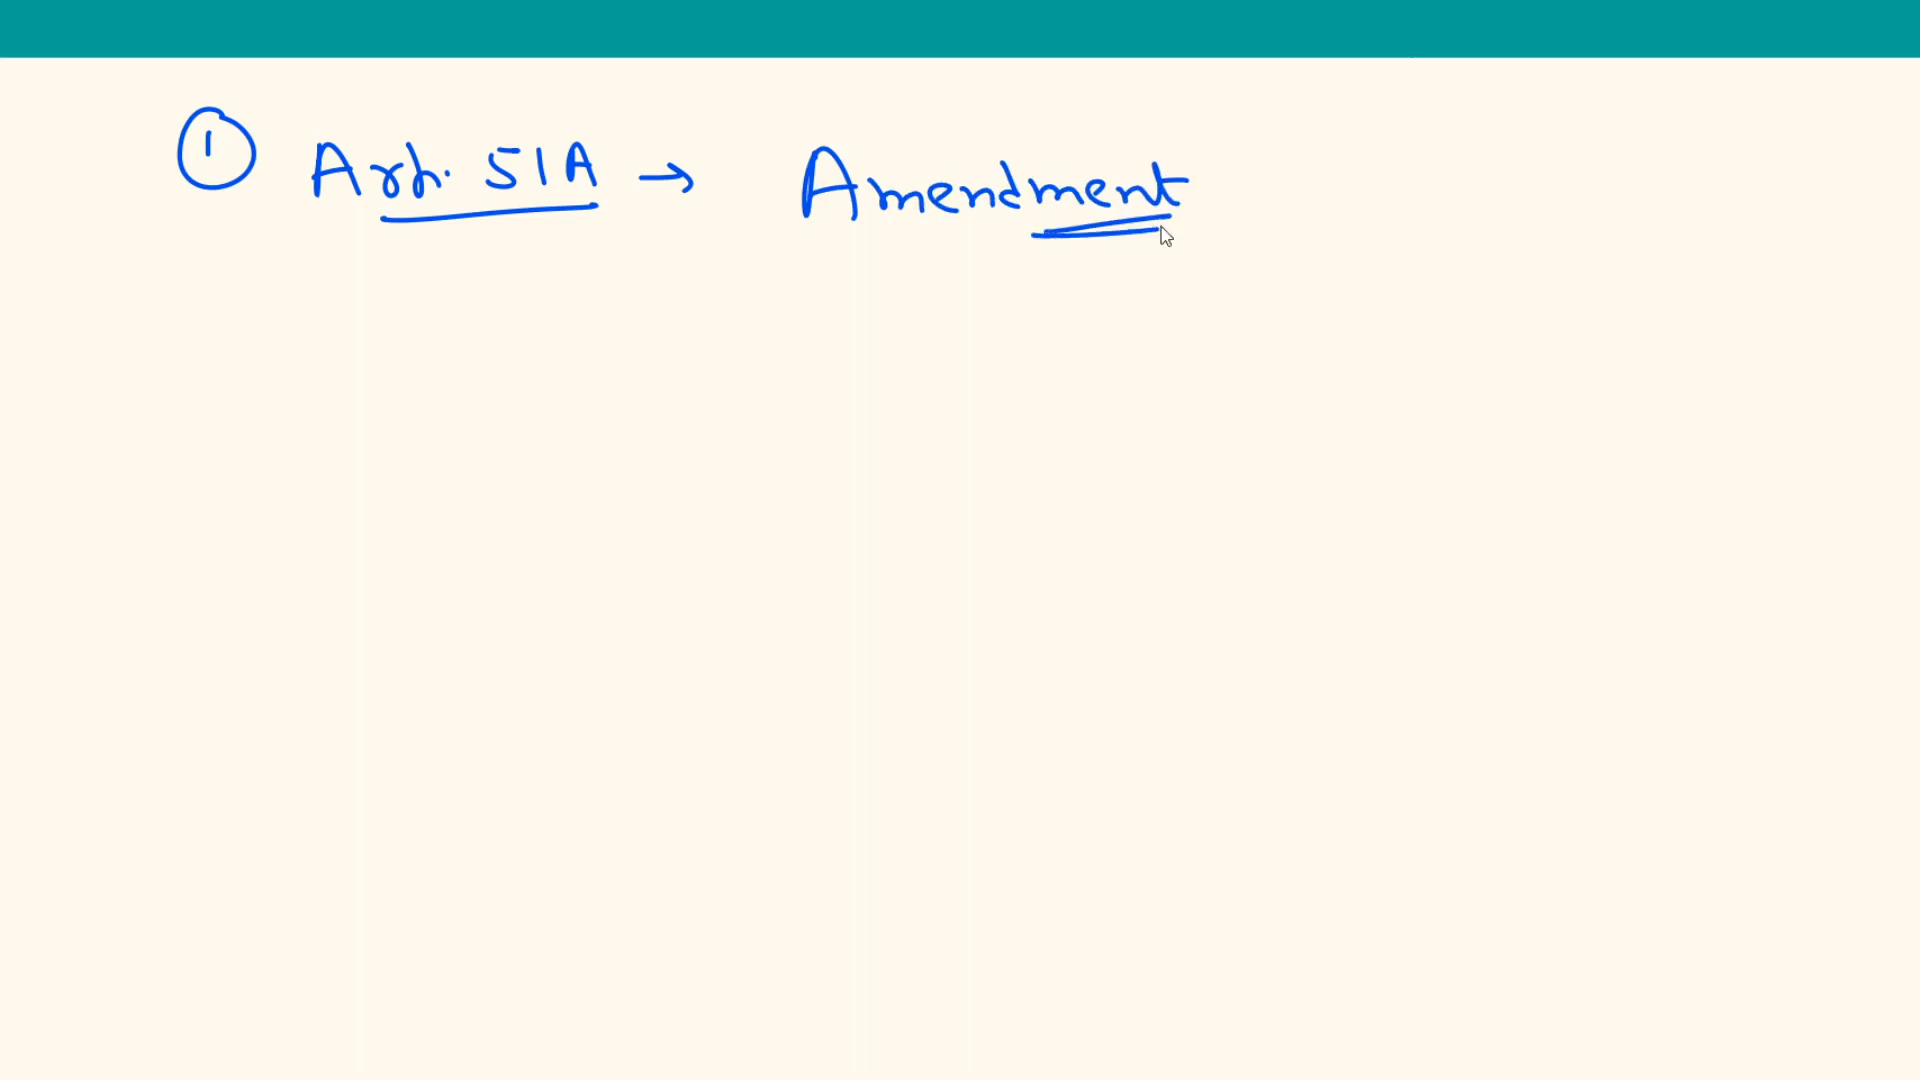 ① Art. 51A → Amendment